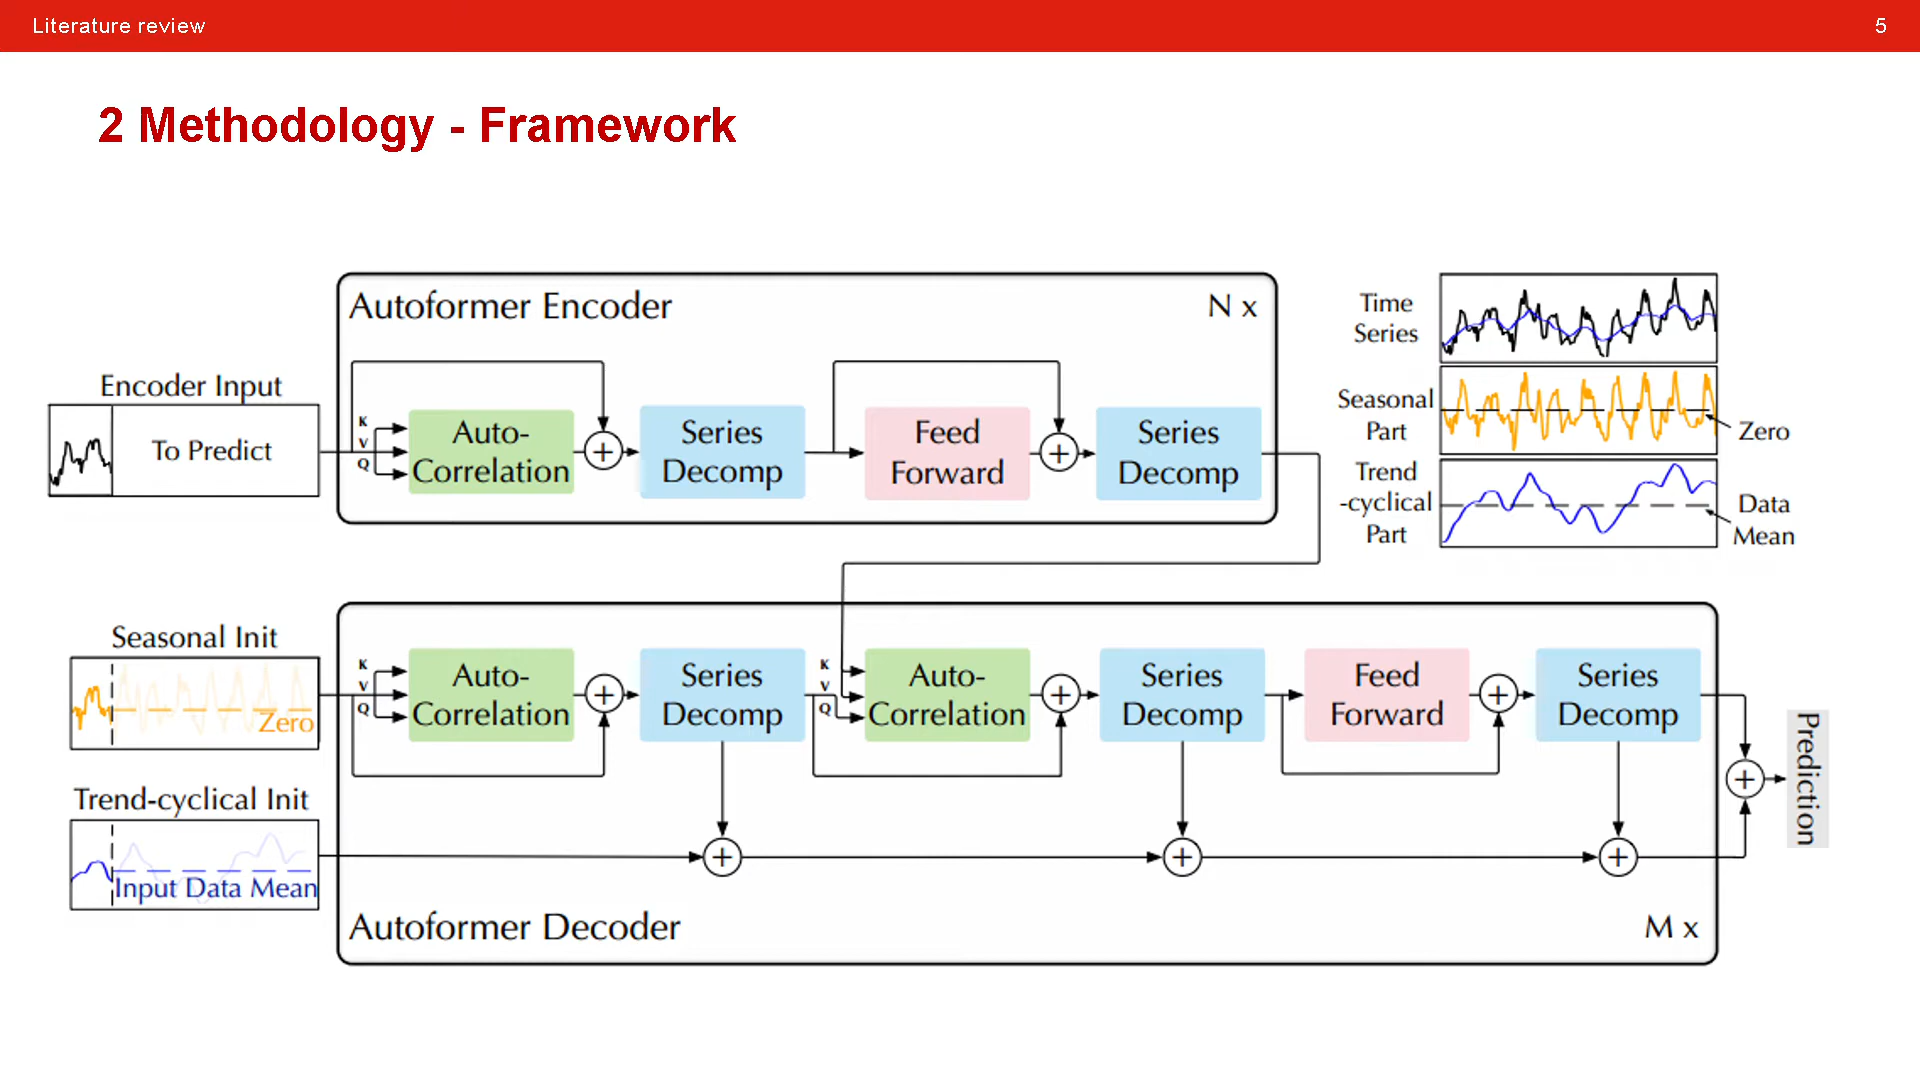 Literature review
5
2 Methodology - Framework
Autoformer Encoder
N x
Encoder Input
To Predict
K
V
Q
Auto-
Correlation
+
Series
Decomp
Feed
Forward
+
Series
Decomp
Time
Series
Seasonal
Part
Zero
Trend
-cyclical
Part
Data
Mean
Seasonal Init
Zero
K
V
Q
Auto-
Correlation
+
Series
Decomp
K
V
Q
Auto-
Correlation
+
Series
Decomp
Feed
Forward
+
Series
Decomp
+
Prediction
Trend-cyclical Init
Input Data Mean
+
+
+
Autoformer Decoder
M x